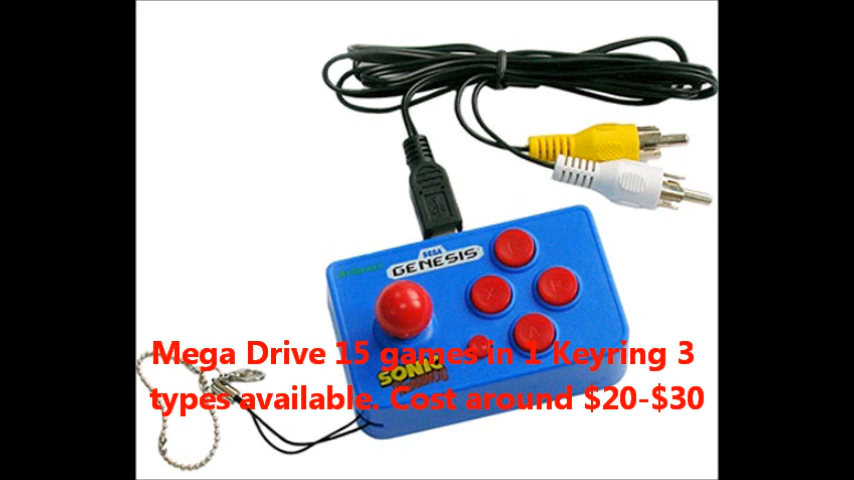 SEGA
GENESIS
SONIC
Mega Drive 15 games in 1 Keyring 3
types available. Cost around $20-$30